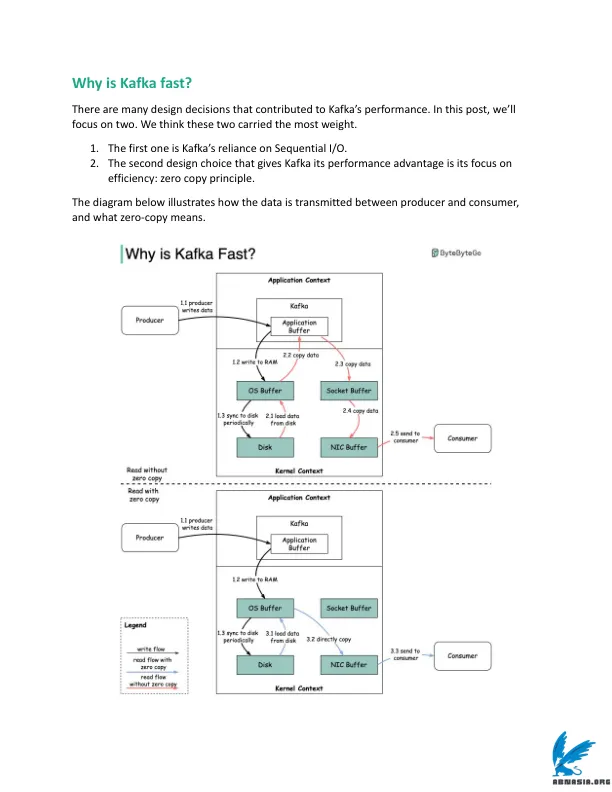 Why is Kafka fast?
There are many design decisions that contributed to Kafka’s performance. In this post, we’ll
focus on two. We think these two carried the most weight.
1. The first one is Kafka’s reliance on Sequential I/O.
2. The second design choice that gives Kafka its performance advantage is its focus on
efficiency: zero copy principle.
The diagram below illustrates how the data is transmitted between producer and consumer,
and what zero-copy means.
Why is Kafka Fast?
ByteByteGo
Application Context
Kafka
Application
Buffer
Producer
1.1 producer
writes data
1.2 write to RAM
2.2 copy data
2.3 copy data
OS Buffer
Socket Buffer
1.3 sync to disk
periodically
2.1 load data
from disk
2.4 copy data
Disk
NIC Buffer
2.5 send to
consumer
Consumer
Kernel Context
Read without
zero copy
Read with
zero copy
Application Context
Kafka
Application
Buffer
Producer
1.1 producer
writes data
1.2 write to RAM
OS Buffer
Socket Buffer
1.3 sync to disk
periodically
3.1 load data
from disk
3.2 directly copy
Disk
NIC Buffer
3.3 send to
consumer
Consumer
Kernel Context
Legend
write flow
read flow with
zero copy
read flow
without zero copy
ABNASIA.ORG